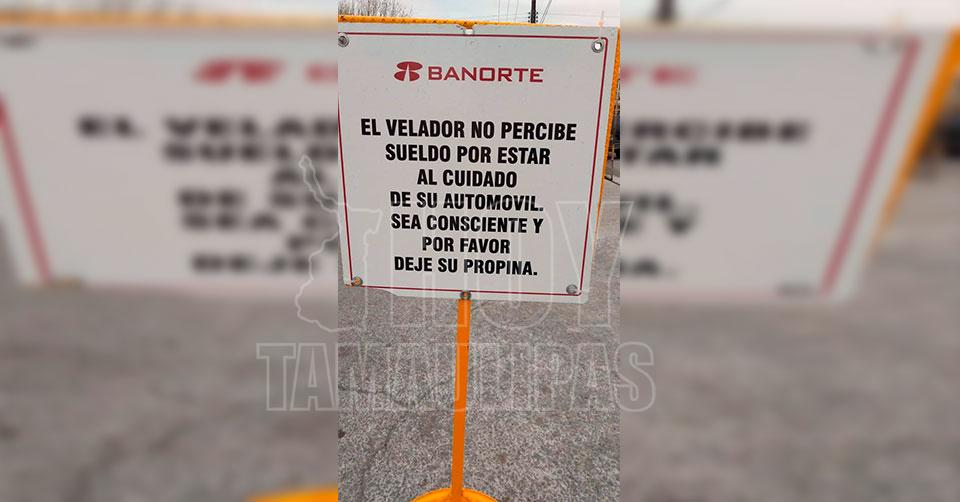 BANORTE
EL VELADOR NO PERCIBE
SUELDO POR ESTAR
AL CUIDADO
DE SU AUTOMOVIL.
SEA CONSCIENTE Y
POR FAVOR
DEJE SU PROPINA.
HOY
TAMAULIPAS